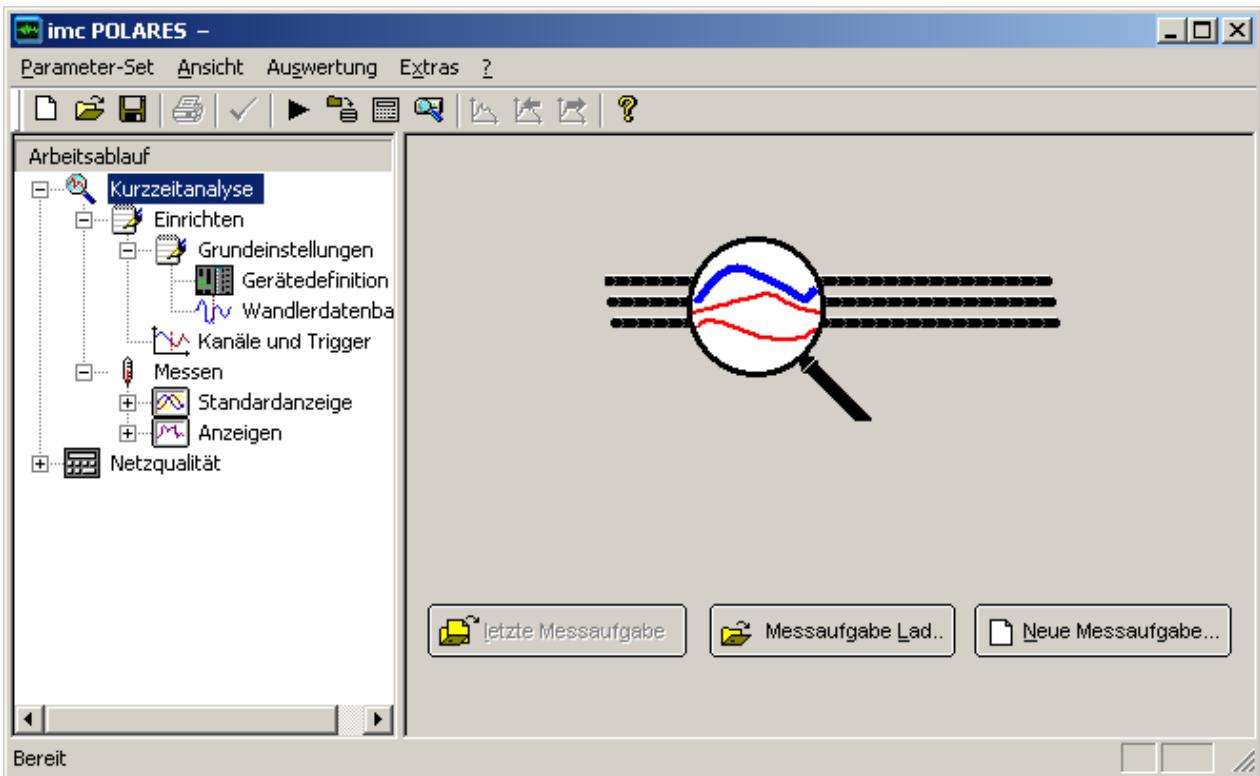 imc POLARES –
Parameter-Set Ansicht Auswertung Extras ?
Arbeitsablauf
Kurzzeitanalyse
Einrichten
Grundeinstellungen
Gerätedefinition
Wandlerdatenba
Kanäle und Trigger
Messen
Standardanzeige
Anzeigen
Netzqualität
letzte Messaufgabe
Messaufgabe Lad..
Neue Messaufgabe...
Bereit